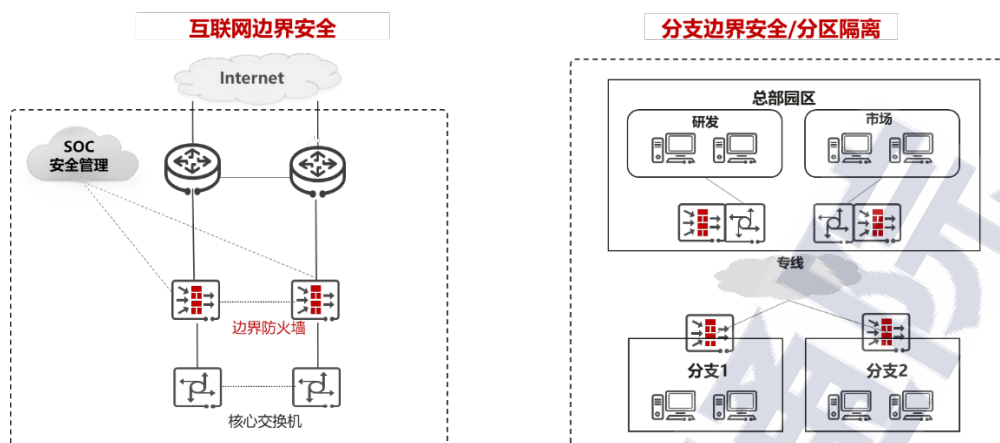 互联网边界安全
Internet
SOC
安全管理
边界防火墙
核心交换机
分支边界安全/分区隔离
总部园区
研发
市场
专线
分支1
分支2